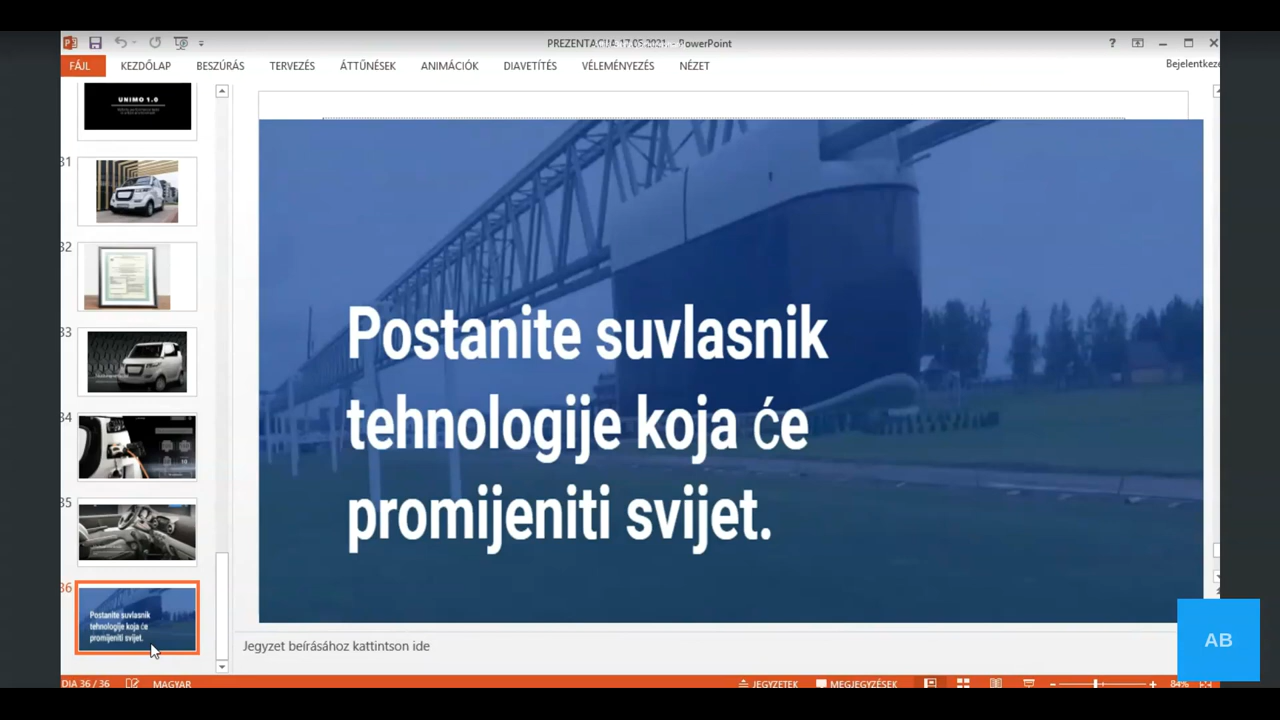 PREZENTACIJA 17.05.2021. - PowerPoint
FÁJL KEZDŐLAP BESZÚRÁS TERVEZÉS ÁTTŰNÉSEK ANIMÁCIÓK DIAVETÍTÉS VÉLEMÉNYEZÉS NÉZET
Bejelentkezé
UNIMO 1.0
31
32
33
34
35
36
Postanite suvlasnik
tehnologije koja će
promijeniti svijet.
Postanite suvlasnik
tehnologije koja će
promijeniti svijet.
Jegyzet beírásához kattintson ide
AB
DIA 36 / 36 MAGYAR JEGYZETEK MEGJEGYZÉSEK 84%